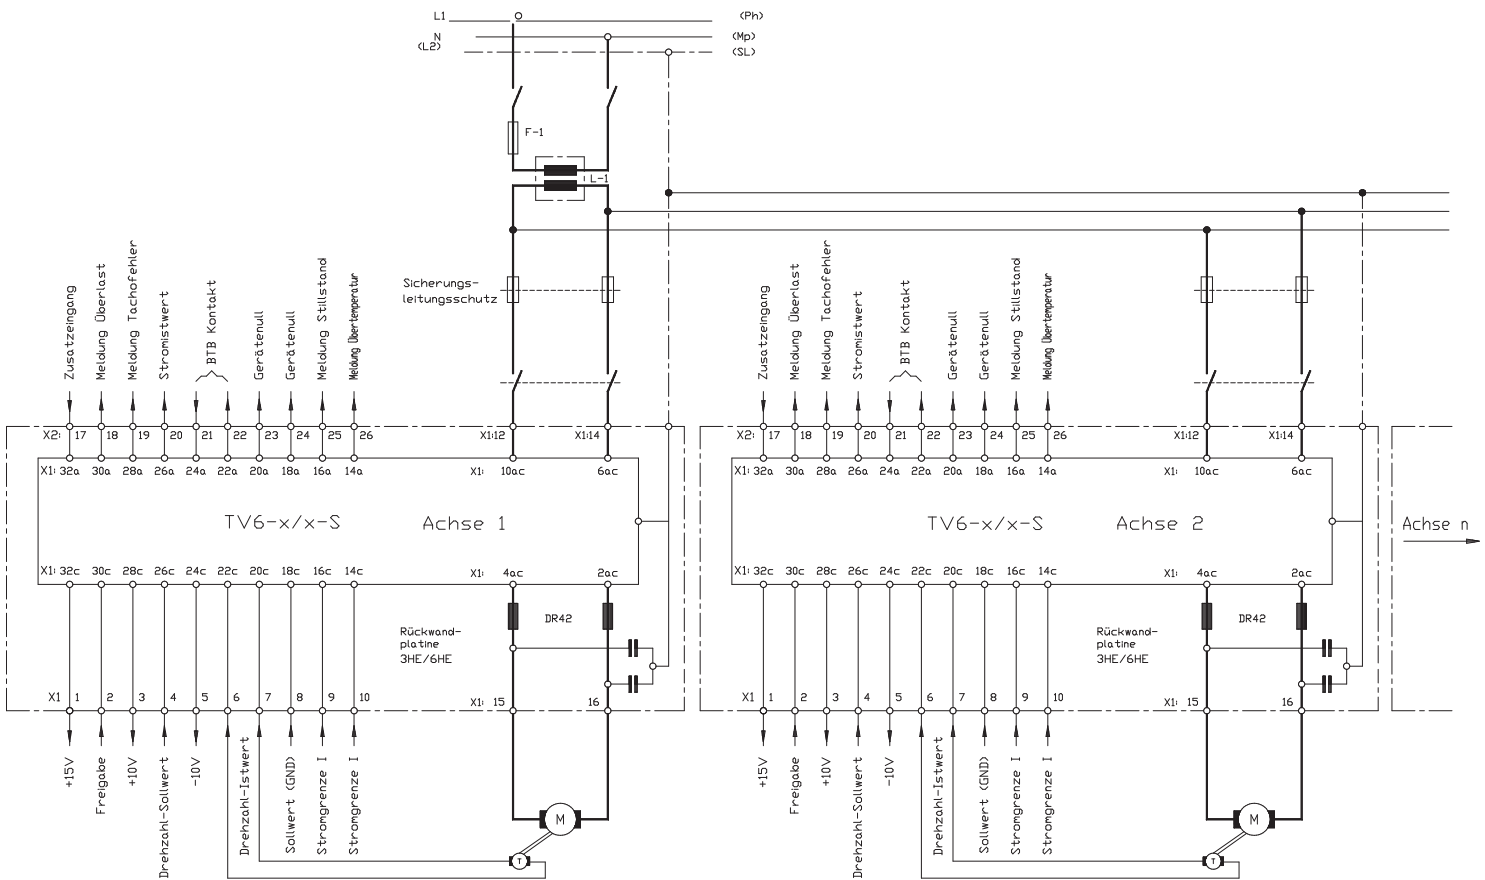 L1
(Ph)
N
(Mp)
(L2)
(SL)
F-1
L-1
Sicherungs-
leitungsschutz
Zusatzeingang
Meldung Überlast
Meldung Tachofehler
Stromistwert
BTB Kontakt
Gerätenull
Gerätenull
Meldung Stillstand
Meldung Übertemperatur
X2: 17 18 19 20 21 22 23 24 25 26 X1:12 X1:14
X1: 32a 30a 28a 26a 24a 22a 20a 18a 16a 14a X1: 10ac 6ac
TV6-x/x-S Achse 1
X1: 32c 30c 28c 26c 24c 22c 20c 18c 16c 14c X1: 4ac 2ac
DR42
Rückwand-
platine
3HE/6HE
X1 1 2 3 4 5 6 7 8 9 10 X1: 15 16
+15V
Freigabe
+10V
Drehzahl-Sollwert
-10V
Drehzahl-Istwert
Sollwert (GND)
Stromgrenze I
Stromgrenze I
M
T
Zusatzeingang
Meldung Überlast
Meldung Tachofehler
Stromistwert
BTB Kontakt
Gerätenull
Gerätenull
Meldung Stillstand
Meldung Übertemperatur
X2: 17 18 19 20 21 22 23 24 25 26 X1:12 X1:14
X1: 32a 30a 28a 26a 24a 22a 20a 18a 16a 14a X1: 10ac 6ac
TV6-x/x-S Achse 2
X1: 32c 30c 28c 26c 24c 22c 20c 18c 16c 14c X1: 4ac 2ac
DR42
Rückwand-
platine
3HE/6HE
X1 1 2 3 4 5 6 7 8 9 10 X1: 15 16
+15V
Freigabe
+10V
Drehzahl-Sollwert
-10V
Drehzahl-Istwert
Sollwert (GND)
Stromgrenze I
Stromgrenze I
M
T
Achse n